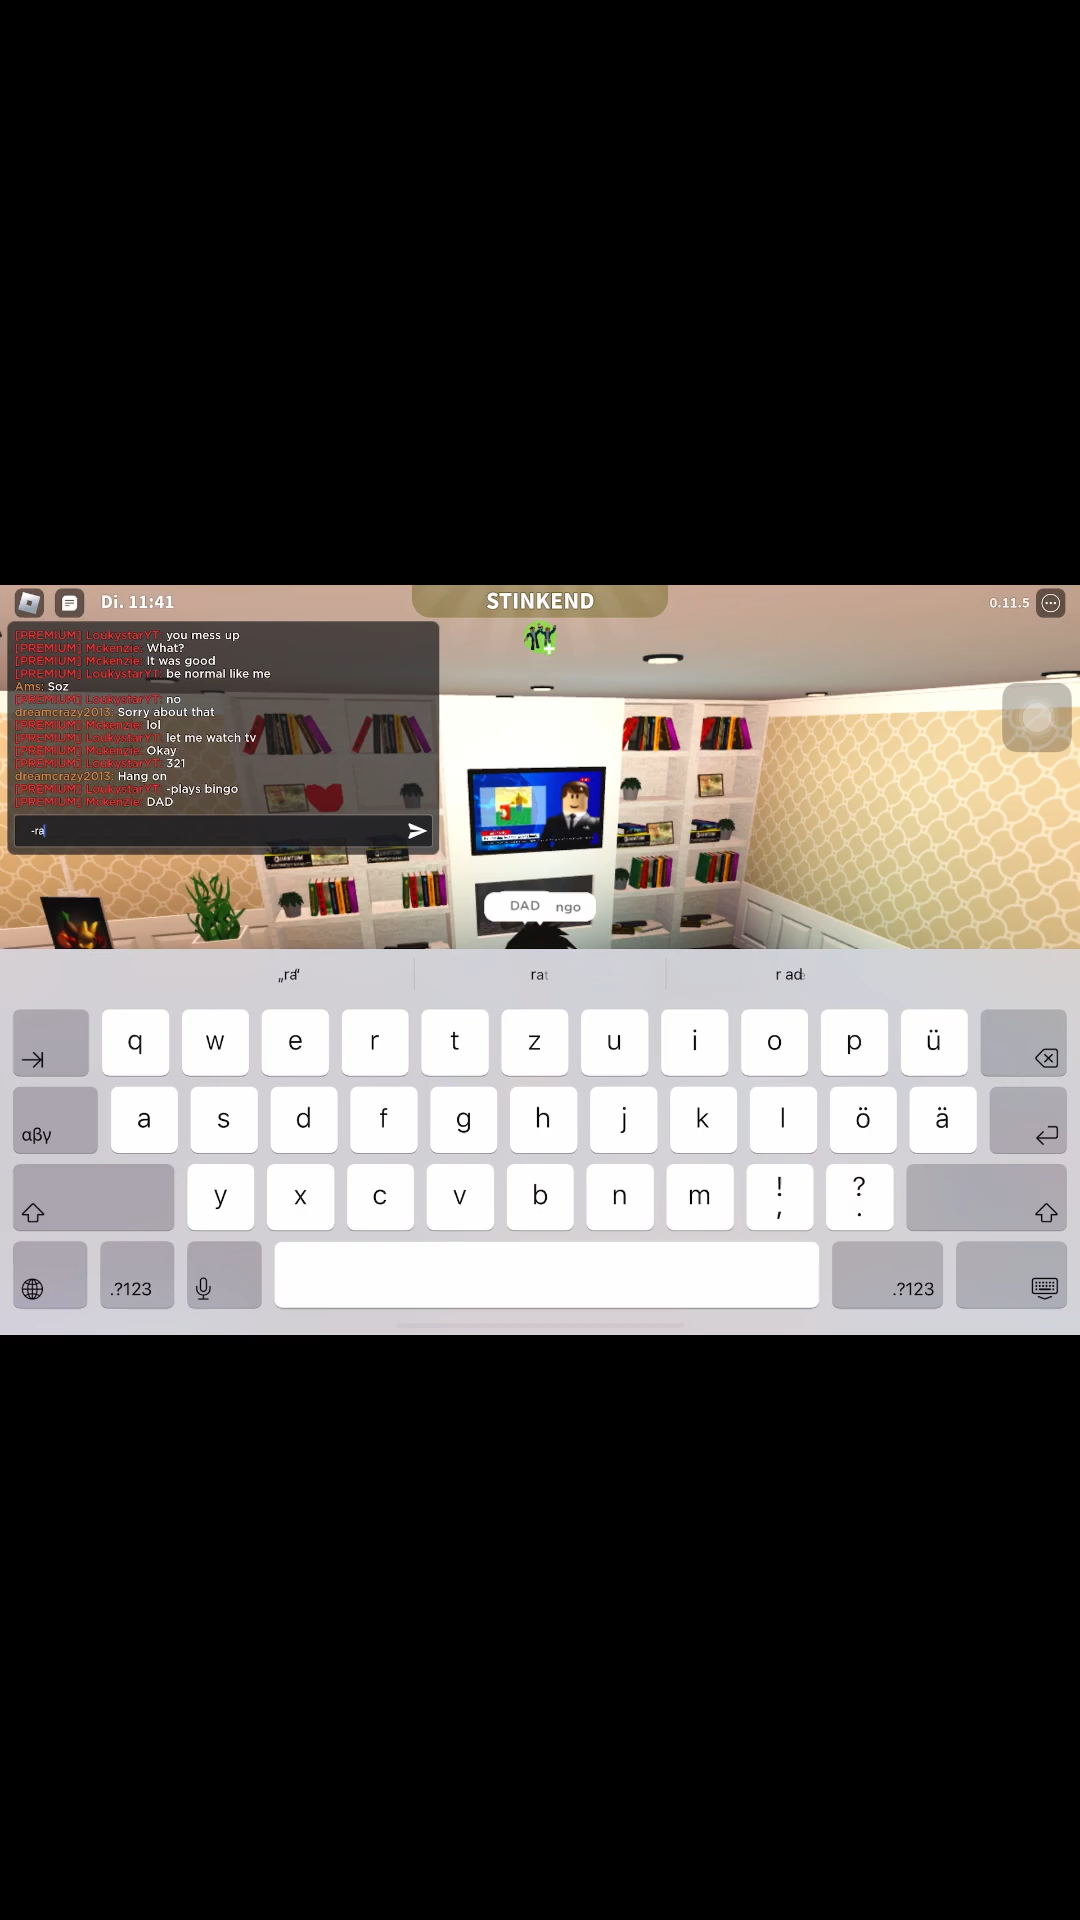 Di. 11:41
STINKEND
0.11.5
[PREMIUM] LoukystarYT: you mess up
[PREMIUM] Mckenzie: What?
[PREMIUM] Mckenzie: It was good
[PREMIUM] LoukystarYT: be normal like me
Ams: Soz
[PREMIUM] LoukystarYT: no
dreamcrazy2013: Sorry about that
[PREMIUM] Mckenzie: lol
[PREMIUM] LoukystarYT: let me watch tv
[PREMIUM] Mckenzie: Okay
[PREMIUM] LoukystarYT: 321
dreamcrazy2013: Hang on
[PREMIUM] LoukystarYT: -plays bingo
[PREMIUM] Mckenzie: DAD
-ra
DAD ngo
„ra“ rat
q w e r t z u i o p ü
αβγ a s d f g h j k l ö ä
y x c v b n m ! , ? .
.?123 .?123